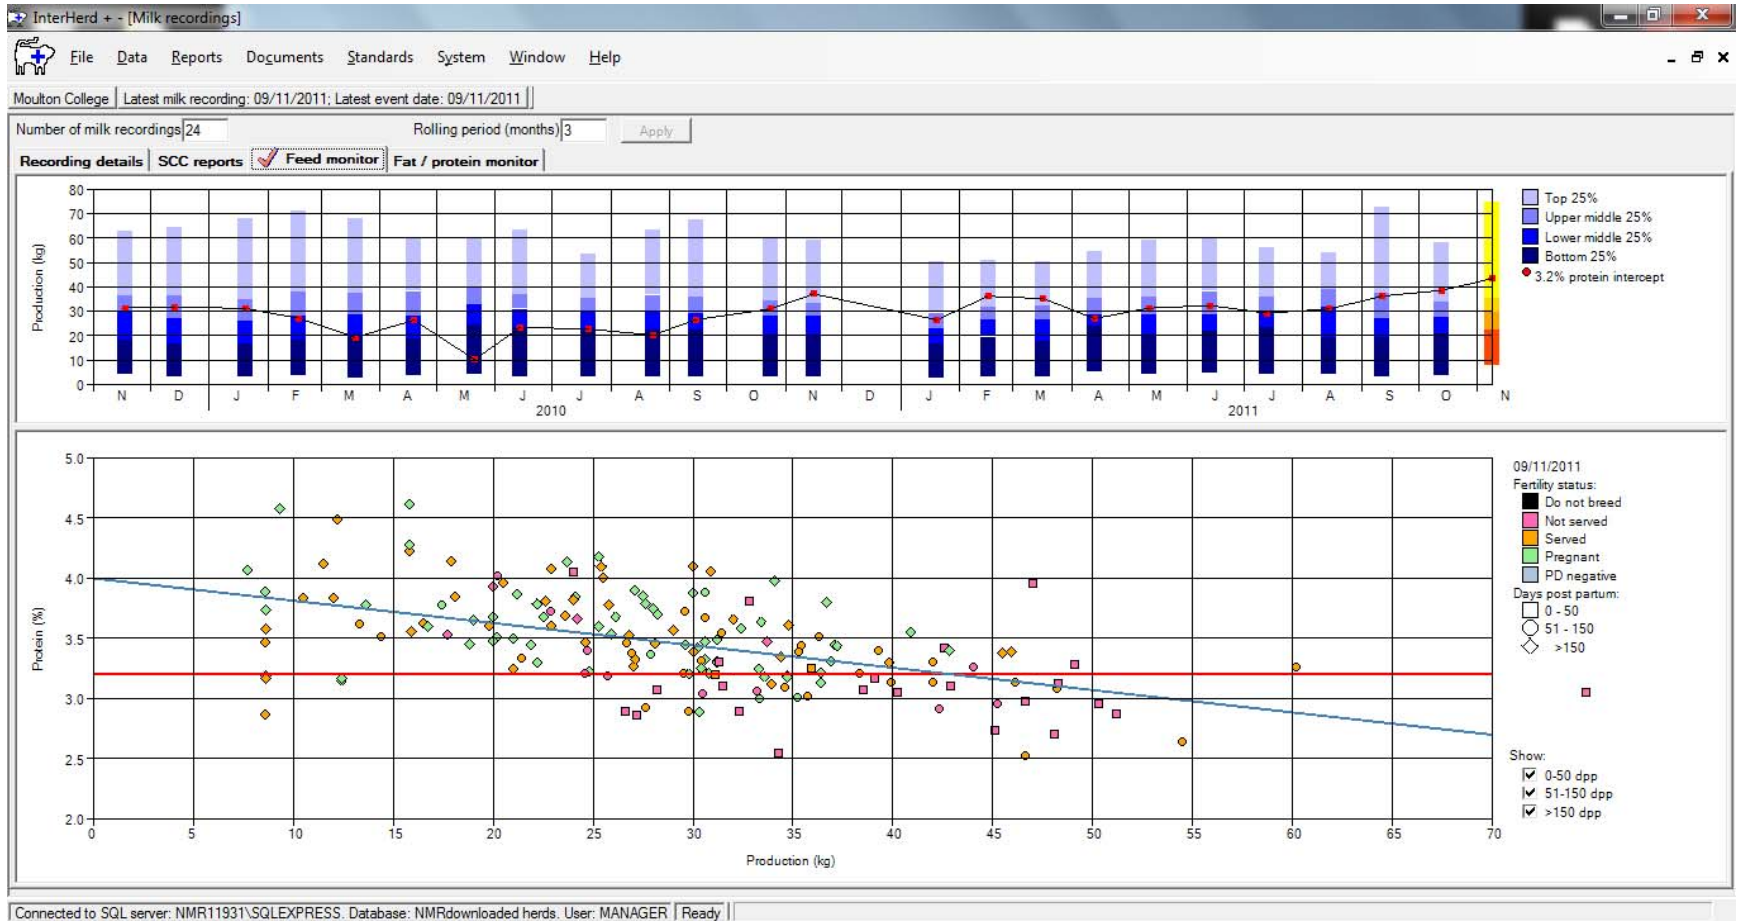 InterHerd + - [Milk recordings]
File Data Reports Documents Standards System Window Help
Moulton College Latest milk recording: 09/11/2011; Latest event date: 09/11/2011
Number of milk recordings 24 Rolling period (months) 3 Apply
Recording details SCC reports Feed monitor Fat / protein monitor
80
70
60
50
40
30
20
10
0
Production (kg)
Top 25%
Upper middle 25%
Lower middle 25%
Bottom 25%
3.2% protein intercept
N D J F M A M J J A S O N D J F M A M J J A S O N
2010 2011
5.0
4.5
4.0
3.5
3.0
2.5
2.0
Protein (%)
09/11/2011
Fertility status:
Do not breed
Not served
Served
Pregnant
PD negative
Days post partum:
0 - 50
51 - 150
>150
Show:
0-50 dpp
51-150 dpp
>150 dpp
0 5 10 15 20 25 30 35 40 45 50 55 60 65 70
Production (kg)
Connected to SQL server: NMR11931\SQLEXPRESS. Database: NMRdownloaded herds. User: MANAGER Ready